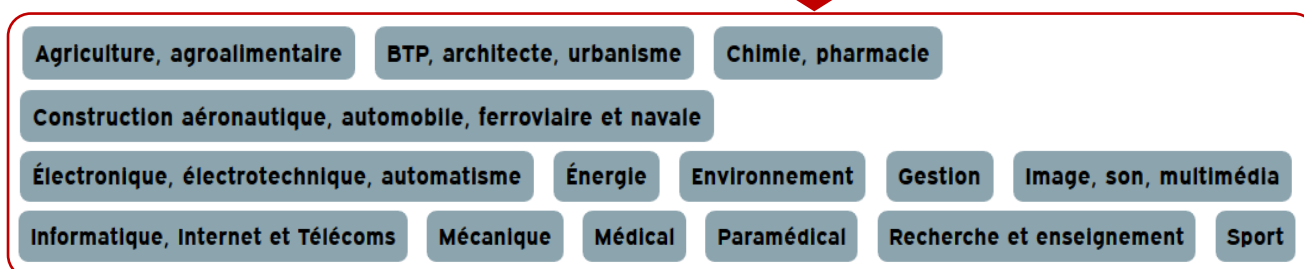 Agriculture, agroalimentaire BTP, architecte, urbanisme Chimie, pharmacie
Construction aéronautique, automobile, ferroviaire et navale
Électronique, électrotechnique, automatisme Énergie Environnement Gestion Image, son, multimédia
Informatique, Internet et Télécoms Mécanique Médical Paramédical Recherche et enseignement Sport